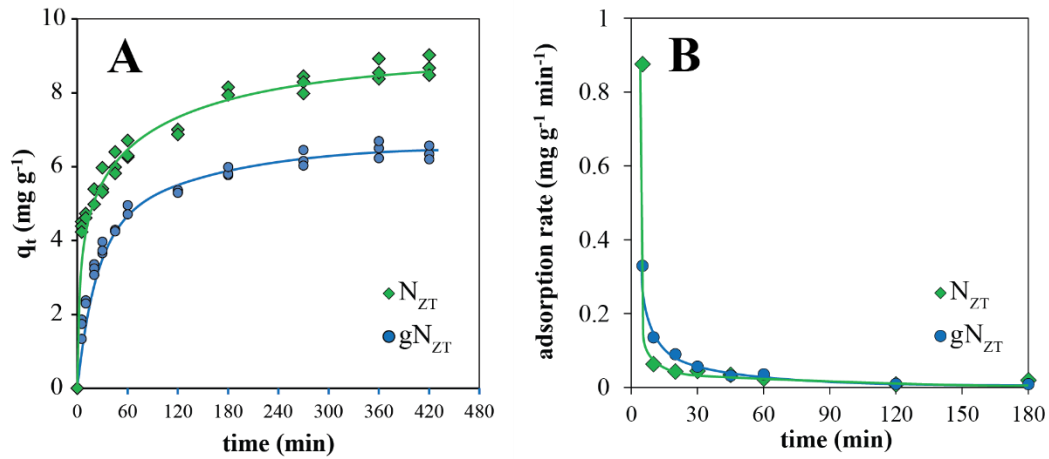 A
10
8
6
4
2
0
qt (mg g-1)
NZT
gNZT
0 60 120 180 240 300 360 420 480
time (min)
B
1
0.8
0.6
0.4
0.2
0
adsorption rate (mg g-1 min-1)
NZT
gNZT
0 30 60 90 120 150 180
time (min)